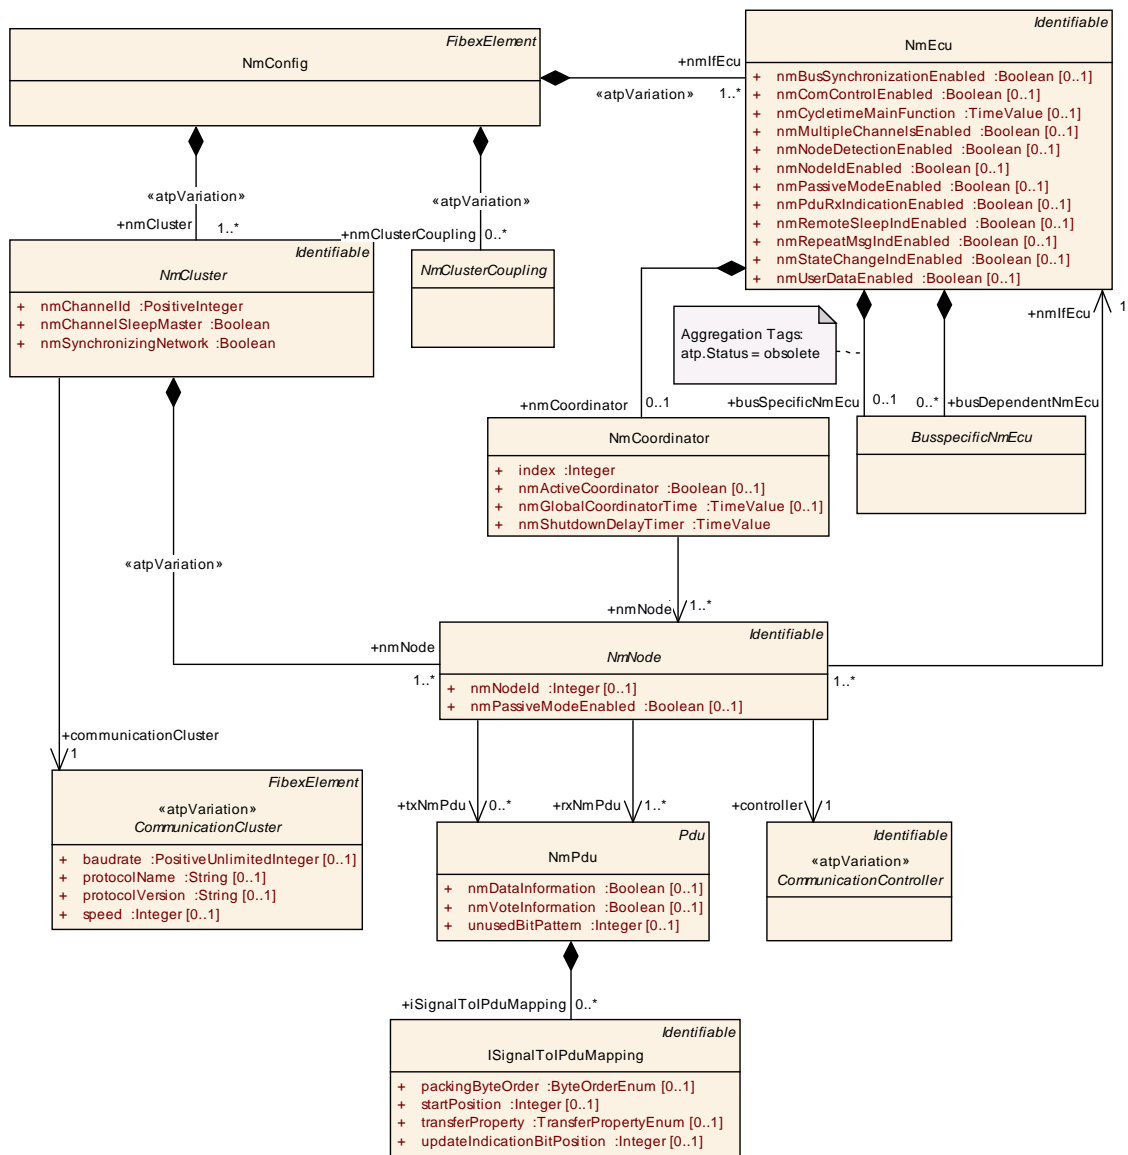 FibexElement
NmConfig
+nmIfEcu
«atpVariation»
1..*
Identifiable
NmEcu
+ nmBusSynchronizationEnabled :Boolean [0..1]
+ nmComControlEnabled :Boolean [0..1]
+ nmCycletimeMainFunction :TimeValue [0..1]
+ nmMultipleChannelsEnabled :Boolean [0..1]
+ nmNodeDetectionEnabled :Boolean [0..1]
+ nmNodeIdEnabled :Boolean [0..1]
+ nmPassiveModeEnabled :Boolean [0..1]
+ nmPduRxIndicationEnabled :Boolean [0..1]
+ nmRemoteSleepIndEnabled :Boolean [0..1]
+ nmRepeatMsgIndEnabled :Boolean [0..1]
+ nmStateChangeIndEnabled :Boolean [0..1]
+ nmUserDataEnabled :Boolean [0..1]
«atpVariation»
+nmCluster
1..*
«atpVariation»
+nmClusterCoupling
0..*
Identifiable
NmCluster
+ nmChannelId :PositiveInteger
+ nmChannelSleepMaster :Boolean
+ nmSynchronizingNetwork :Boolean
NmClusterCoupling
Aggregation Tags:
atp.Status = obsolete
+nmIfEcu
1
+nmCoordinator
0..1
+busSpecificNmEcu
0..1
0..*
+busDependentNmEcu
NmCoordinator
+ index :Integer
+ nmActiveCoordinator :Boolean [0..1]
+ nmGlobalCoordinatorTime :TimeValue [0..1]
+ nmShutdownDelayTimer :TimeValue
BusspecificNmEcu
«atpVariation»
+nmNode
1..*
+nmNode
1..*
Identifiable
NmNode
+ nmNodeId :Integer [0..1]
+ nmPassiveModeEnabled :Boolean [0..1]
1..*
+communicationCluster
1
FibexElement
«atpVariation»
CommunicationCluster
+ baudrate :PositiveUnlimitedInteger [0..1]
+ protocolName :String [0..1]
+ protocolVersion :String [0..1]
+ speed :Integer [0..1]
+txNmPdu
0..*
+rxNmPdu
1..*
+controller
1
Pdu
NmPdu
+ nmDataInformation :Boolean [0..1]
+ nmVoteInformation :Boolean [0..1]
+ unusedBitPattern :Integer [0..1]
Identifiable
«atpVariation»
CommunicationController
+iSignalToIPduMapping
0..*
Identifiable
ISignalToIPduMapping
+ packingByteOrder :ByteOrderEnum [0..1]
+ startPosition :Integer [0..1]
+ transferProperty :TransferPropertyEnum [0..1]
+ updateIndicationBitPosition :Integer [0..1]